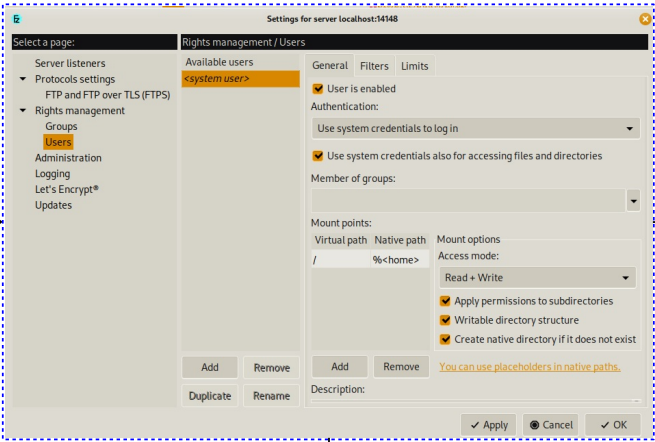 Fz
Settings for server localhost:14148
Select a page:
Server listeners
Protocols settings
FTP and FTP over TLS (FTPS)
Rights management
Groups
Users
Administration
Logging
Let's Encrypt®
Updates
Rights management / Users
Available users
<system user>
Add
Remove
Duplicate
Rename
General
Filters
Limits
User is enabled
Authentication:
Use system credentials to log in
Use system credentials also for accessing files and directories
Member of groups:
Mount points:
Virtual path
Native path
/
%<home>
Mount options
Access mode:
Read + Write
Apply permissions to subdirectories
Writable directory structure
Create native directory if it does not exist
Add
Remove
You can use placeholders in native paths.
Description:
Apply
Cancel
OK